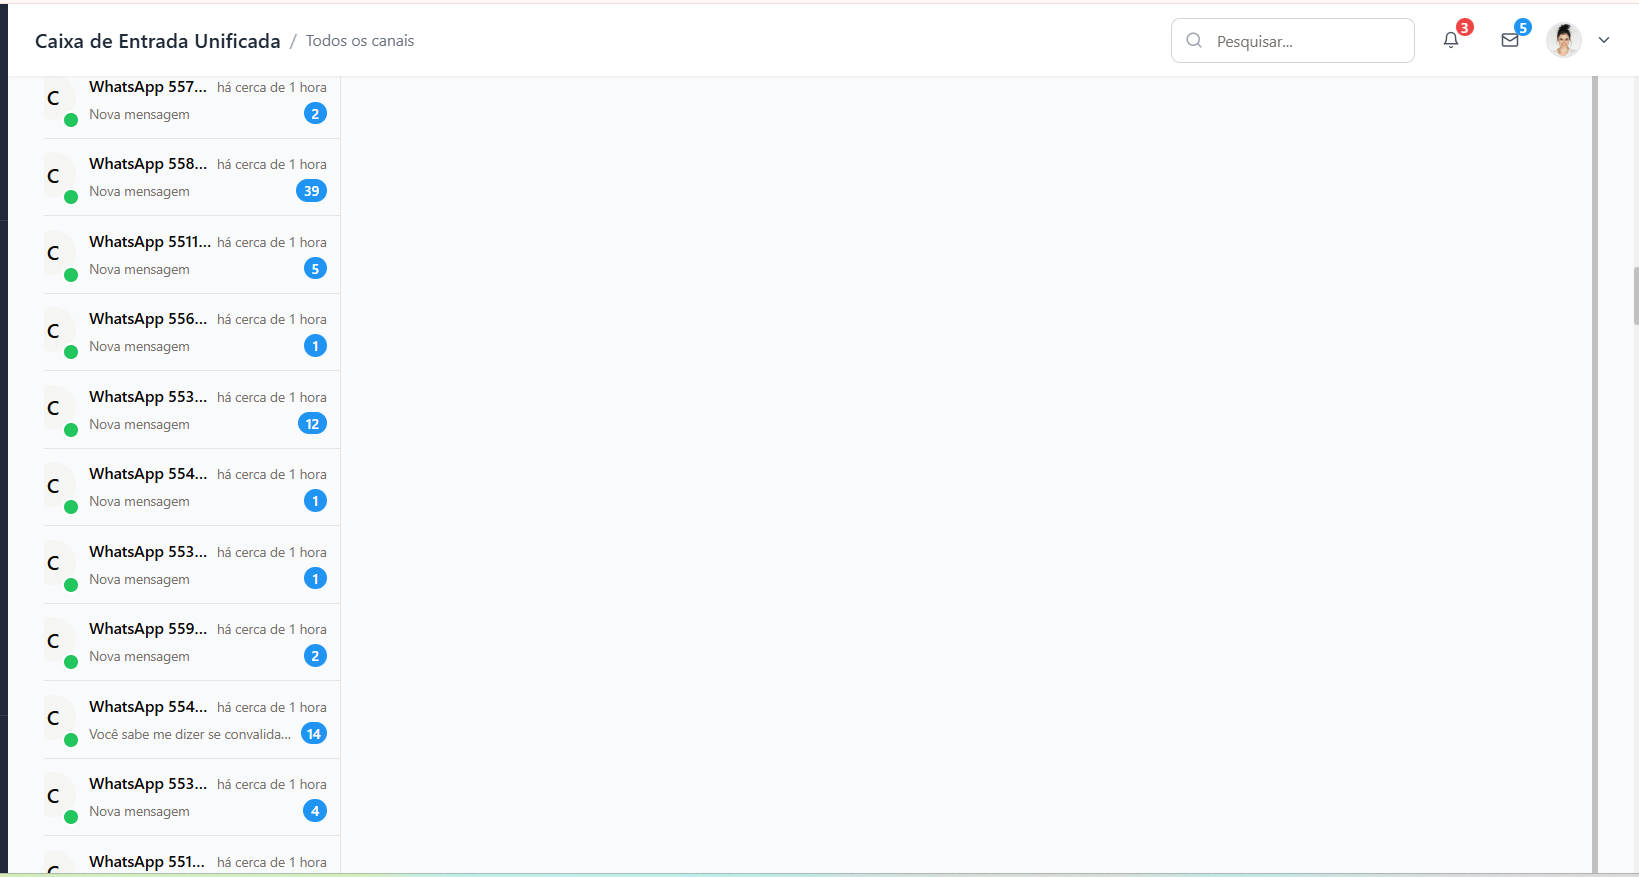 Caixa de Entrada Unificada / Todos os canais
Pesquisar...
3
5
C
WhatsApp 557... há cerca de 1 hora
Nova mensagem 2
C
WhatsApp 558... há cerca de 1 hora
Nova mensagem 39
C
WhatsApp 5511... há cerca de 1 hora
Nova mensagem 5
C
WhatsApp 556... há cerca de 1 hora
Nova mensagem 1
C
WhatsApp 553... há cerca de 1 hora
Nova mensagem 12
C
WhatsApp 554... há cerca de 1 hora
Nova mensagem 1
C
WhatsApp 553... há cerca de 1 hora
Nova mensagem 1
C
WhatsApp 559... há cerca de 1 hora
Nova mensagem 2
C
WhatsApp 554... há cerca de 1 hora
Você sabe me dizer se convalida... 14
C
WhatsApp 553... há cerca de 1 hora
Nova mensagem 4
C
WhatsApp 551... há cerca de 1 hora